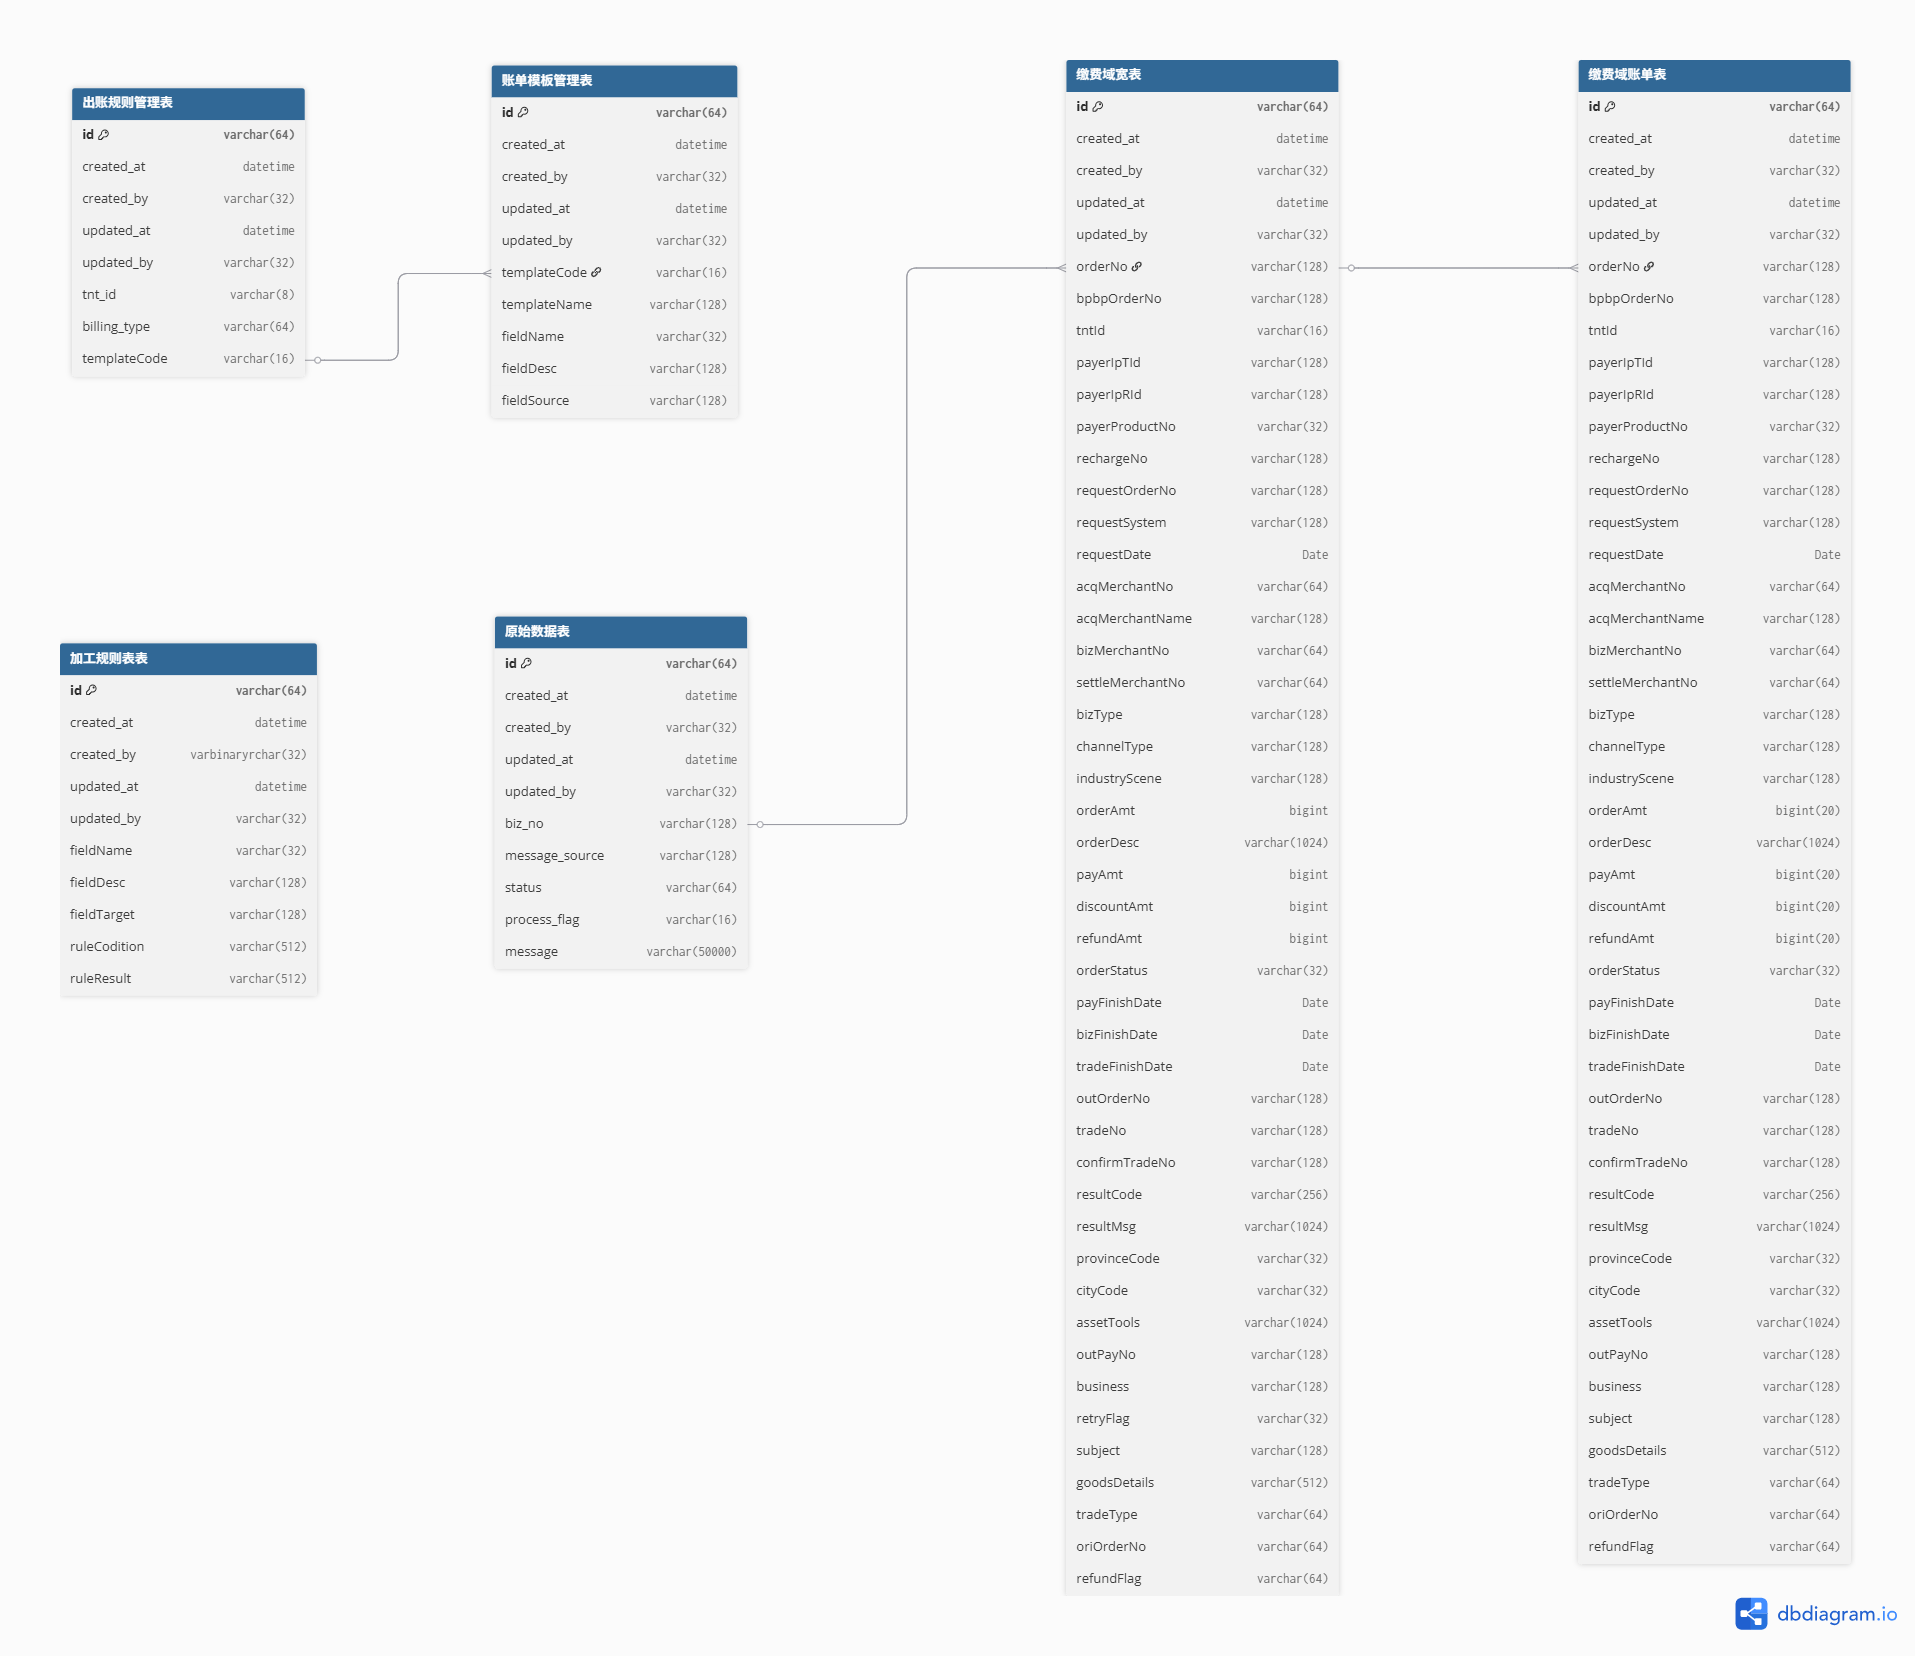 出账规则管理表
id varchar(64)
created_at datetime
created_by varchar(32)
updated_at datetime
updated_by varchar(32)
tnt_id varchar(8)
billing_type varchar(64)
templateCode varchar(16)
账单模板管理表
id varchar(64)
created_at datetime
created_by varchar(32)
updated_at datetime
updated_by varchar(32)
templateCode varchar(16)
templateName varchar(128)
fieldName varchar(32)
fieldDesc varchar(128)
fieldSource varchar(128)
加工规则表表
id varchar(64)
created_at datetime
created_by varbinaryrchar(32)
updated_at datetime
updated_by varchar(32)
fieldName varchar(32)
fieldDesc varchar(128)
fieldTarget varchar(128)
ruleCodition varchar(512)
ruleResult varchar(512)
原始数据表
id varchar(64)
created_at datetime
created_by varchar(32)
updated_at datetime
updated_by varchar(32)
biz_no varchar(128)
message_source varchar(128)
status varchar(64)
process_flag varchar(16)
message varchar(50000)
缴费域宽表
id varchar(64)
created_at datetime
created_by varchar(32)
updated_at datetime
updated_by varchar(32)
orderNo varchar(128)
bpbpOrderNo varchar(128)
tntId varchar(16)
payerIpTId varchar(128)
payerIpRId varchar(128)
payerProductNo varchar(32)
rechargeNo varchar(128)
requestOrderNo varchar(128)
requestSystem varchar(128)
requestDate Date
acqMerchantNo varchar(64)
acqMerchantName varchar(128)
bizMerchantNo varchar(64)
settleMerchantNo varchar(64)
bizType varchar(128)
channelType varchar(128)
industryScene varchar(128)
orderAmt bigint
orderDesc varchar(1024)
payAmt bigint
discountAmt bigint
refundAmt bigint
orderStatus varchar(32)
payFinishDate Date
bizFinishDate Date
tradeFinishDate Date
outOrderNo varchar(128)
tradeNo varchar(128)
confirmTradeNo varchar(128)
resultCode varchar(256)
resultMsg varchar(1024)
provinceCode varchar(32)
cityCode varchar(32)
assetTools varchar(1024)
outPayNo varchar(128)
business varchar(128)
retryFlag varchar(32)
subject varchar(128)
goodsDetails varchar(512)
tradeType varchar(64)
oriOrderNo varchar(64)
refundFlag varchar(64)
缴费域账单表
id varchar(64)
created_at datetime
created_by varchar(32)
updated_at datetime
updated_by varchar(32)
orderNo varchar(128)
bpbpOrderNo varchar(128)
tntId varchar(16)
payerIpTId varchar(128)
payerIpRId varchar(128)
payerProductNo varchar(32)
rechargeNo varchar(128)
requestOrderNo varchar(128)
requestSystem varchar(128)
requestDate Date
acqMerchantNo varchar(64)
acqMerchantName varchar(128)
bizMerchantNo varchar(64)
settleMerchantNo varchar(64)
bizType varchar(128)
channelType varchar(128)
industryScene varchar(128)
orderAmt bigint(20)
orderDesc varchar(1024)
payAmt bigint(20)
discountAmt bigint(20)
refundAmt bigint(20)
orderStatus varchar(32)
payFinishDate Date
bizFinishDate Date
tradeFinishDate Date
outOrderNo varchar(128)
tradeNo varchar(128)
confirmTradeNo varchar(128)
resultCode varchar(256)
resultMsg varchar(1024)
provinceCode varchar(32)
cityCode varchar(32)
assetTools varchar(1024)
outPayNo varchar(128)
business varchar(128)
subject varchar(128)
goodsDetails varchar(512)
tradeType varchar(64)
oriOrderNo varchar(64)
refundFlag varchar(64)
dbdiagram.io